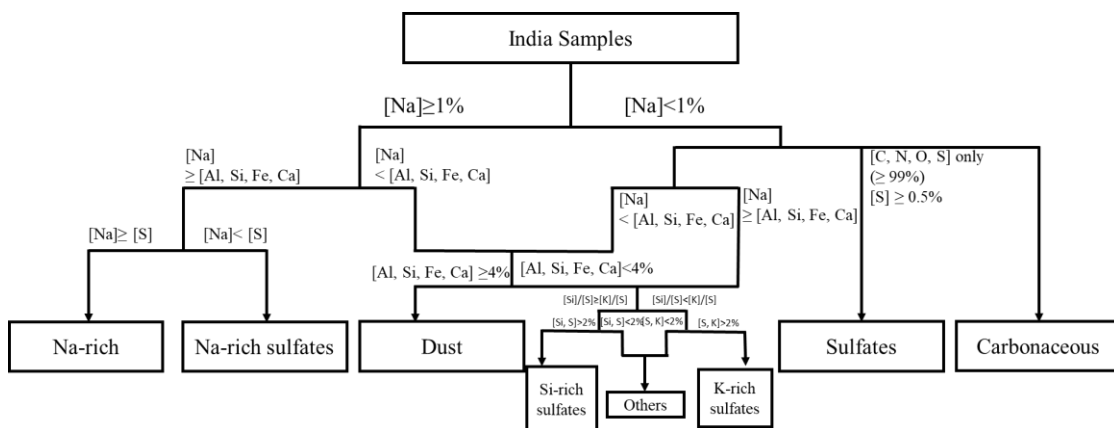 India Samples
[Na]≥1%
[Na]<1%
[Na]
≥ [Al, Si, Fe, Ca]
[Na]
< [Al, Si, Fe, Ca]
[Na]
< [Al, Si, Fe, Ca]
[Na]
≥ [Al, Si, Fe, Ca]
[C, N, O, S] only
(≥ 99%)
[S] ≥ 0.5%
[Na]≥ [S]
[Na]< [S]
[Al, Si, Fe, Ca] ≥4%
[Al, Si, Fe, Ca]<4%
[Si]/[S]≥[K]/[S]
[Si]/[S]<[K]/[S]
[Si, S]>2%
[Si, S]<2%
[S, K]<2%
[S, K]>2%
Na-rich
Na-rich sulfates
Dust
Sulfates
Carbonaceous
Si-rich
sulfates
Others
K-rich
sulfates